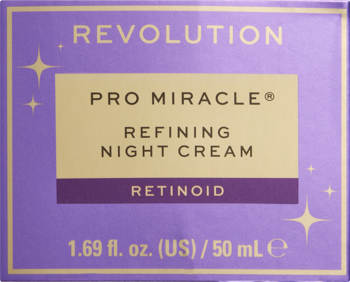 REVOLUTION
PRO MIRACLE®
REFINING
NIGHT CREAM
RETINOID
1.69 fl. oz. (US) / 50 mL ℮